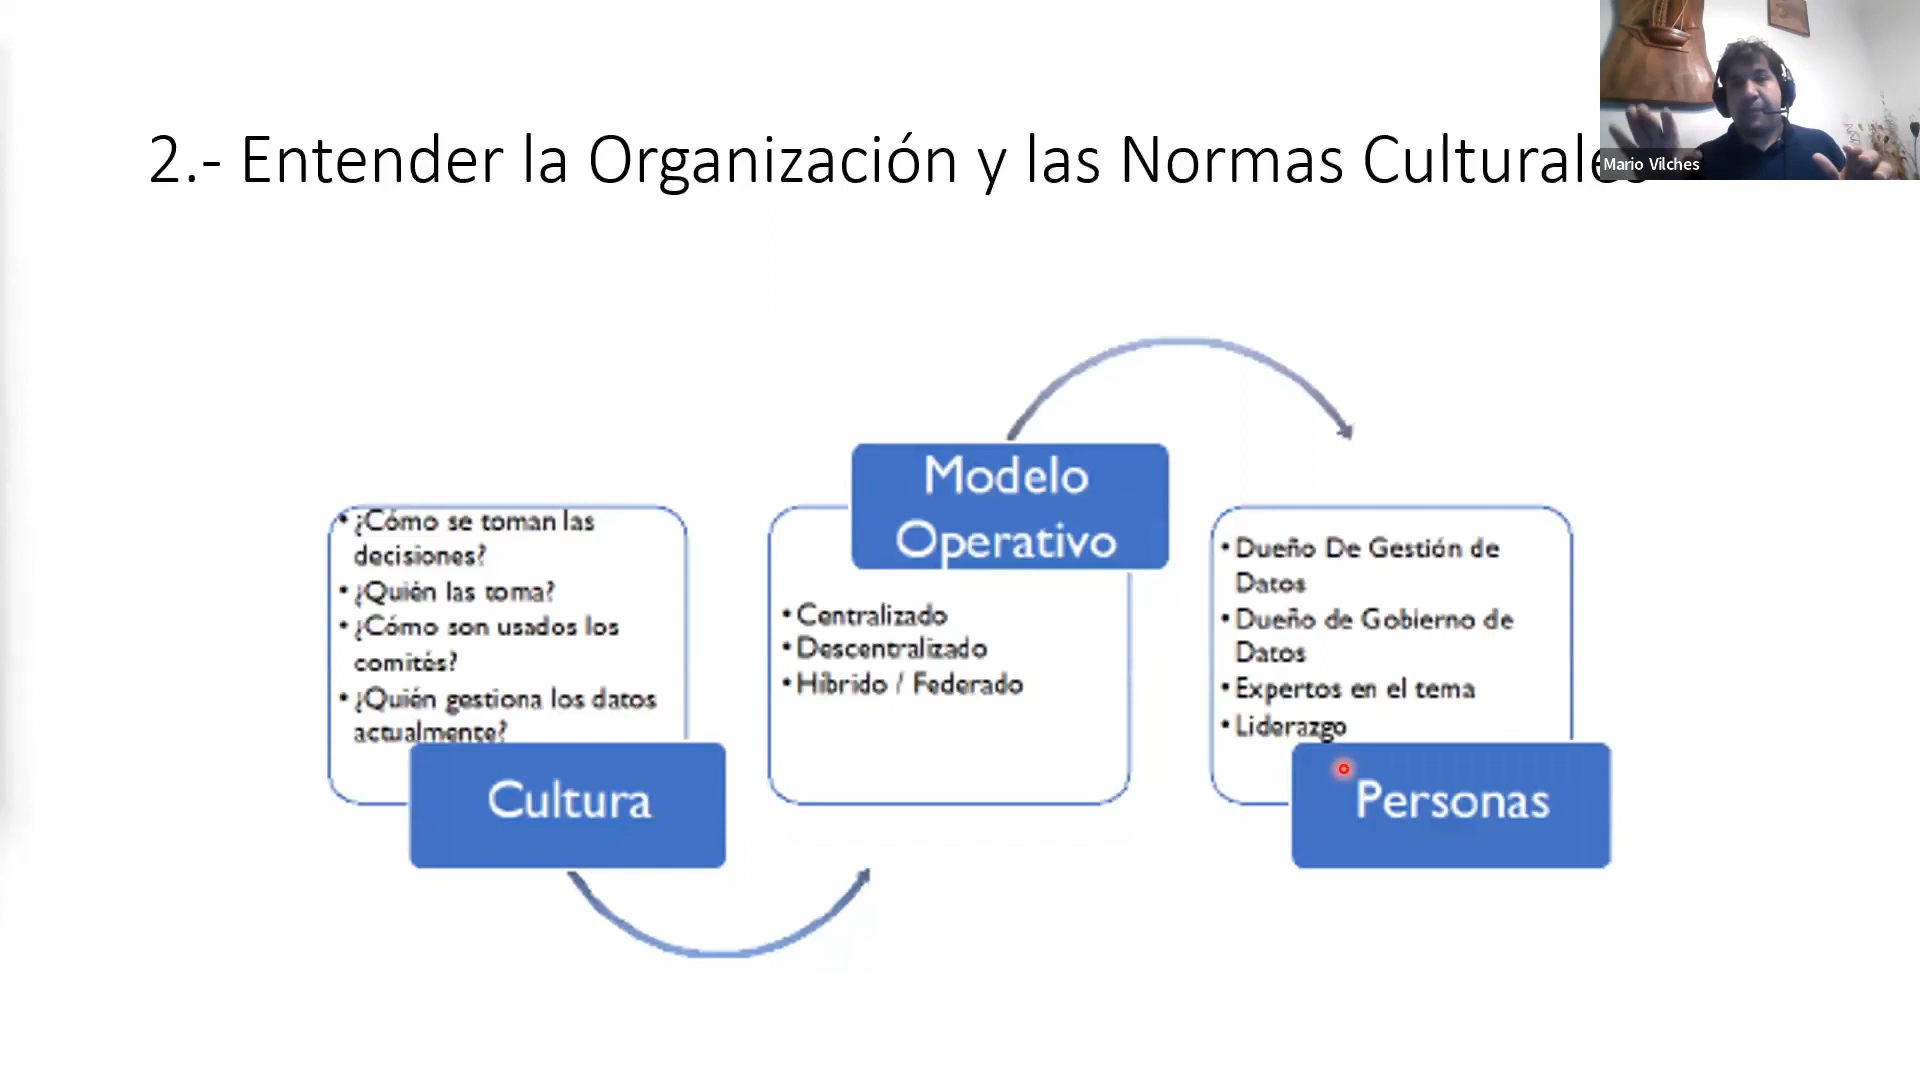 2.- Entender la Organización y las Normas Culturales
Mario Vilches
• ¿Cómo se toman las
decisiones?
• ¿Quién las toma?
• ¿Cómo son usados los
comités?
• ¿Quién gestiona los datos
actualmente?
Cultura
Modelo
Operativo
• Centralizado
• Descentralizado
• Híbrido / Federado
• Dueño De Gestión de
Datos
• Dueño de Gobierno de
Datos
• Expertos en el tema
• Liderazgo
Personas